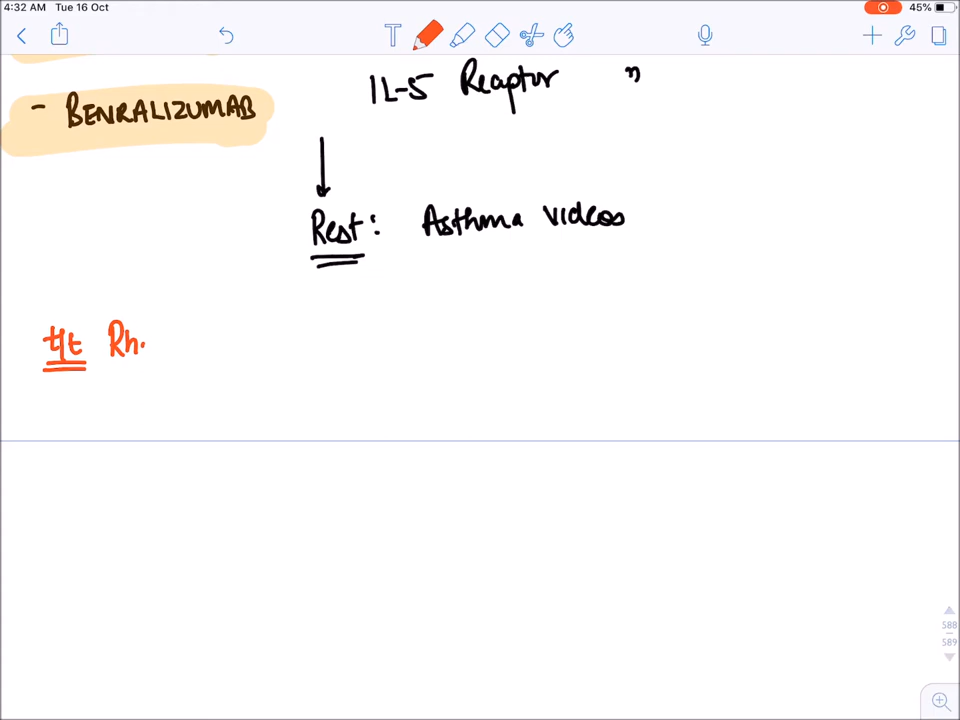 4:32 AM Tue 16 Oct 45%
T
IL-5 Receptor "
- BENRALIZUMAB
Rest: Asthma videos
t/t Rh.
588
589